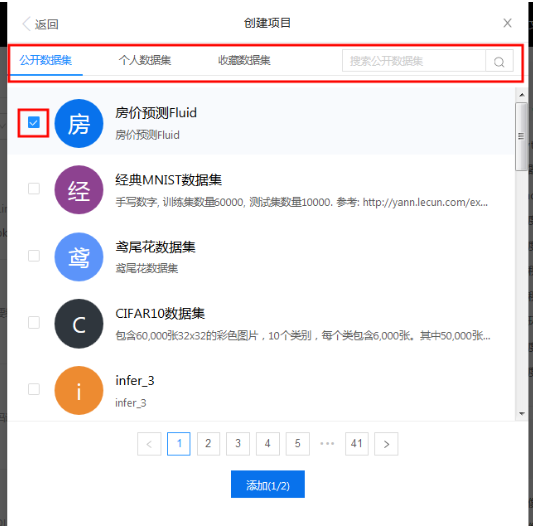 返回
创建项目
公开数据集 个人数据集 收藏数据集 搜索公开数据集
房 房价预测Fluid
房价预测Fluid
经 经典MNIST数据集
手写数字, 训练集数量60000, 测试集数量10000. 参考: http://yann.lecun.com/ex...
鸢 鸢尾花数据集
鸢尾花数据集
C CIFAR10数据集
包含60,000张32x32的彩色图片，10个类别，每个类包含6,000张。其中50,000张...
i infer_3
infer_3
< 1 2 3 4 5 ••• 41 >
添加(1/2)